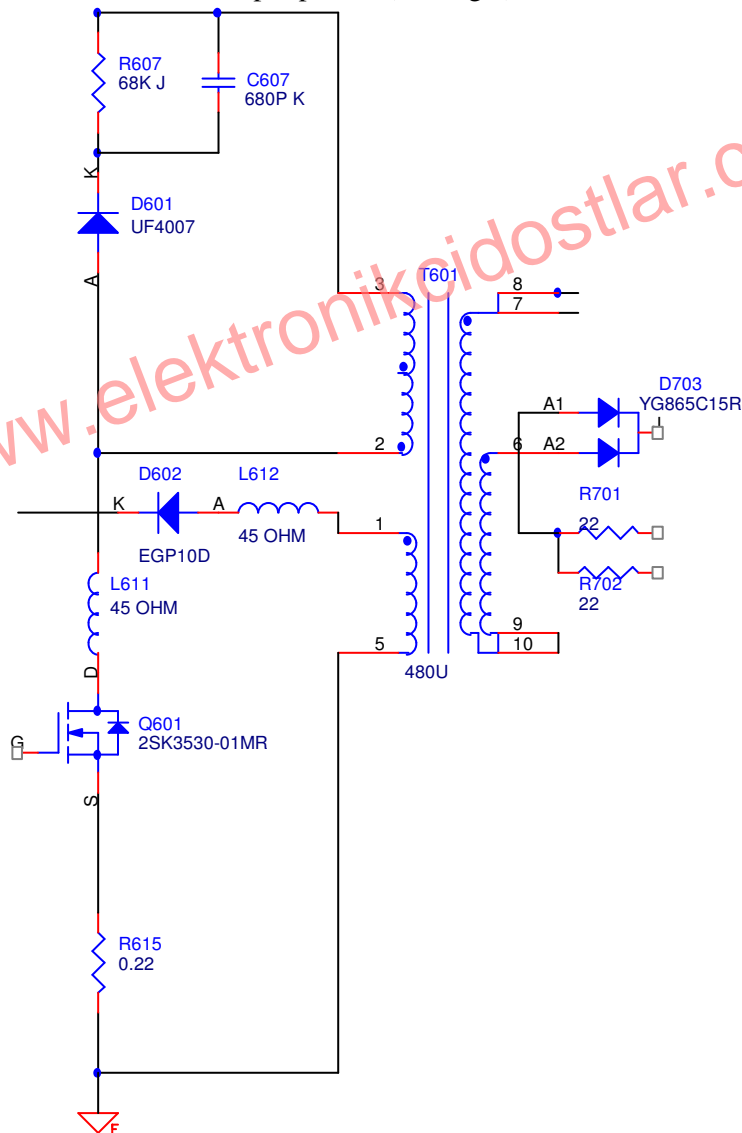 R607
68K J
C607
680P K
K
D601
UF4007
A
www.elektronikcidostlar.c
T601
3
8
7
D703
YG865C15R
A1
A2
2
6
D602
L612
K
A
EGP10D
45 OHM
1
R701
22
R702
22
L611
45 OHM
5
9
10
480U
D
G
Q601
2SK3530-01MR
S
R615
0.22
F